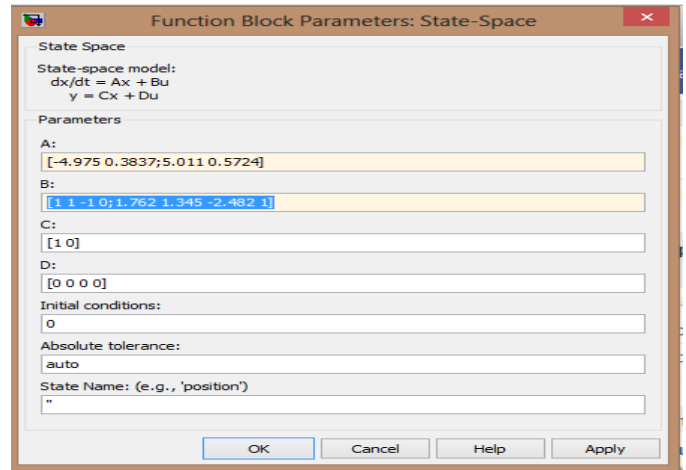 Function Block Parameters: State-Space
×
State Space
State-space model:
dx/dt = Ax + Bu
y = Cx + Du
Parameters
A:
[-4.975 0.3837;5.011 0.5724]
B:
[1 1 -1 0;1.762 1.345 -2.482 1]
C:
[1 0]
D:
[0 0 0 0]
Initial conditions:
0
Absolute tolerance:
auto
State Name: (e.g., 'position')
''
OK Cancel Help Apply